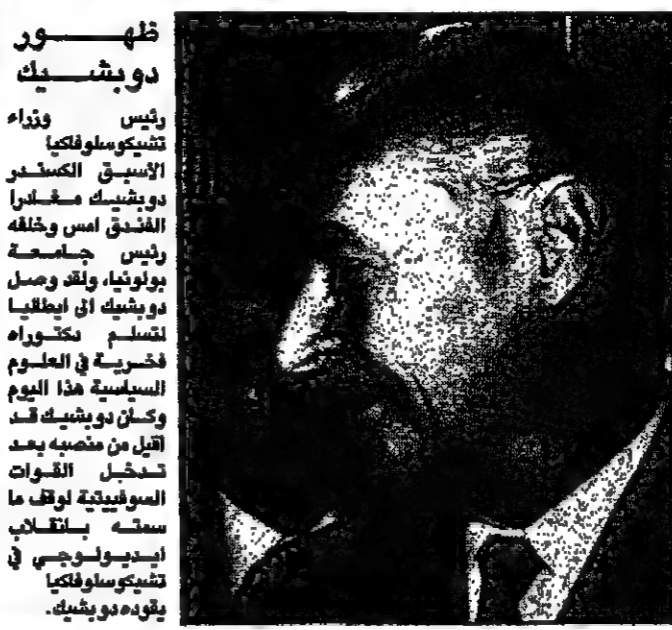 ظهور
دوبشيك
رئيس وزراء
تشيكوسلوفاكيا
الأسبق الكسندر
دوبشيك مغادرا
الفندق امس وخلفه
رئيس جامعة
بولونيا، ولقد وصل
دوبشيك الى ايطاليا
لتسلم دكتوراه
فخرية في العلوم
السياسية هذا اليوم
وكان دوبشيك قد
اقيل من منصبه بعد
تدخل القوات
السوفييتية لوقف ما
سمته بانقلاب
ايديولوجي في
تشيكوسلوفاكيا
يقوده دوبشيك.